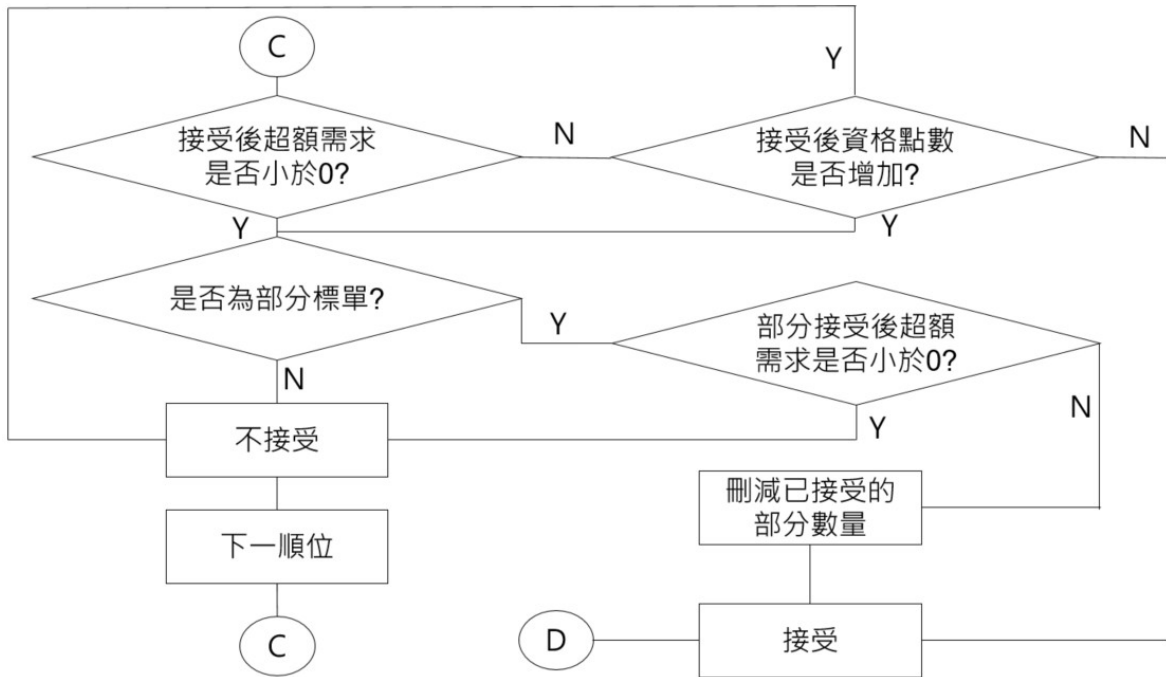 C
Y
接受後超額需求
是否小於0?
N
接受後資格點數
是否增加?
N
Y
Y
是否為部分標單?
Y
部分接受後超額
需求是否小於0?
N
N
不接受
Y
刪減已接受的
部分數量
下一順位
C
D
接受